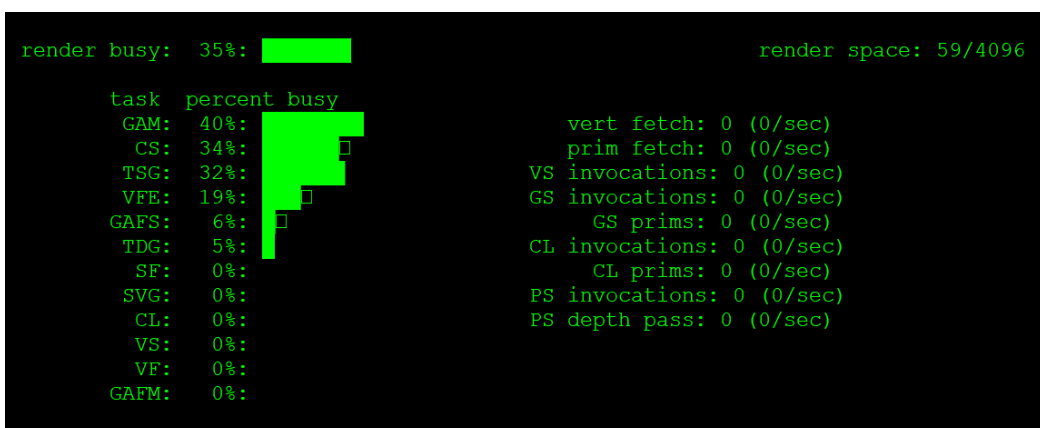 render busy:  35%: render space: 59/4096
task  percent busy
GAM:  40%: vert fetch: 0 (0/sec)
CS:  34%: prim fetch: 0 (0/sec)
TSG:  32%: VS invocations: 0 (0/sec)
VFE:  19%: GS invocations: 0 (0/sec)
GAFS:  6%: GS prims: 0 (0/sec)
TDG:  5%: CL invocations: 0 (0/sec)
SF:  0%: CL prims: 0 (0/sec)
SVG:  0%: PS invocations: 0 (0/sec)
CL:  0%: PS depth pass: 0 (0/sec)
VS:  0%:
VF:  0%:
GAFM:  0%: